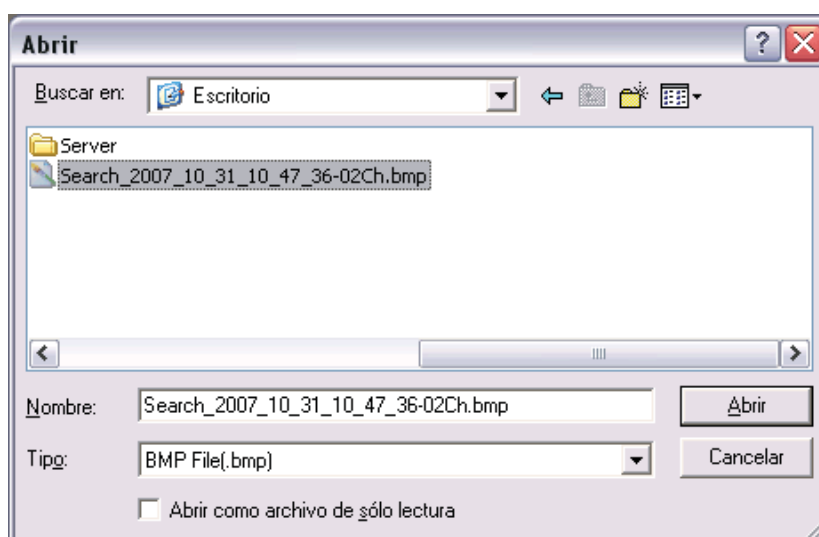 Abrir
Buscar en: Escritorio
Server
Search_2007_10_31_10_47_36-02Ch.bmp
Nombre: Search_2007_10_31_10_47_36-02Ch.bmp Abrir
Tipo: BMP File(.bmp) Cancelar
Abrir como archivo de sólo lectura